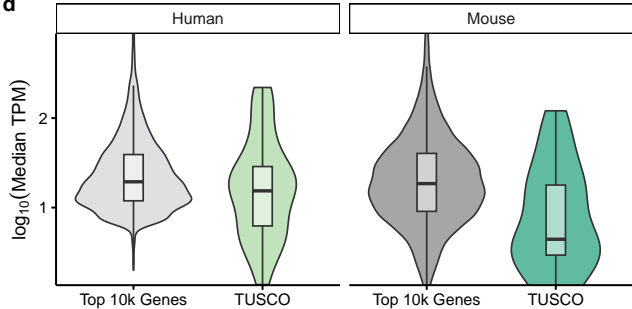 d
Human
Mouse
log10(Median TPM)
2
1
Top 10k Genes
TUSCO
Top 10k Genes
TUSCO